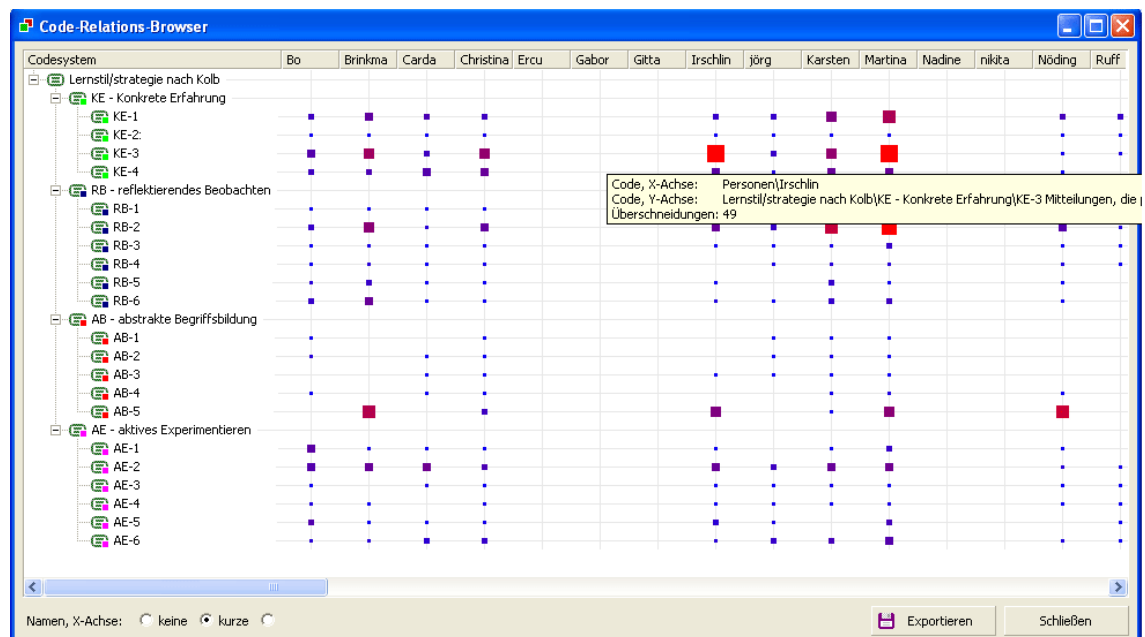 Code-Relations-Browser
Codesystem Bo Brinkma Carda Christina Ercu Gabor Gitta Irschlin jörg Karsten Martina Nadine nikita Nöding Ruff
Lernstil/strategie nach Kolb
KE - Konkrete Erfahrung
KE-1
KE-2:
KE-3
KE-4
RB - reflektierendes Beobachten
Code, X-Achse: Personen\Irschlin
Code, Y-Achse: Lernstil/strategie nach Kolb\KE - Konkrete Erfahrung\KE-3 Mitteilungen, die
Überschneidungen: 49
RB-1
RB-2
RB-3
RB-4
RB-5
RB-6
AB - abstrakte Begriffsbildung
AB-1
AB-2
AB-3
AB-4
AB-5
AE - aktives Experimentieren
AE-1
AE-2
AE-3
AE-4
AE-5
AE-6
Namen, X-Achse: keine kurze Exportieren Schließen